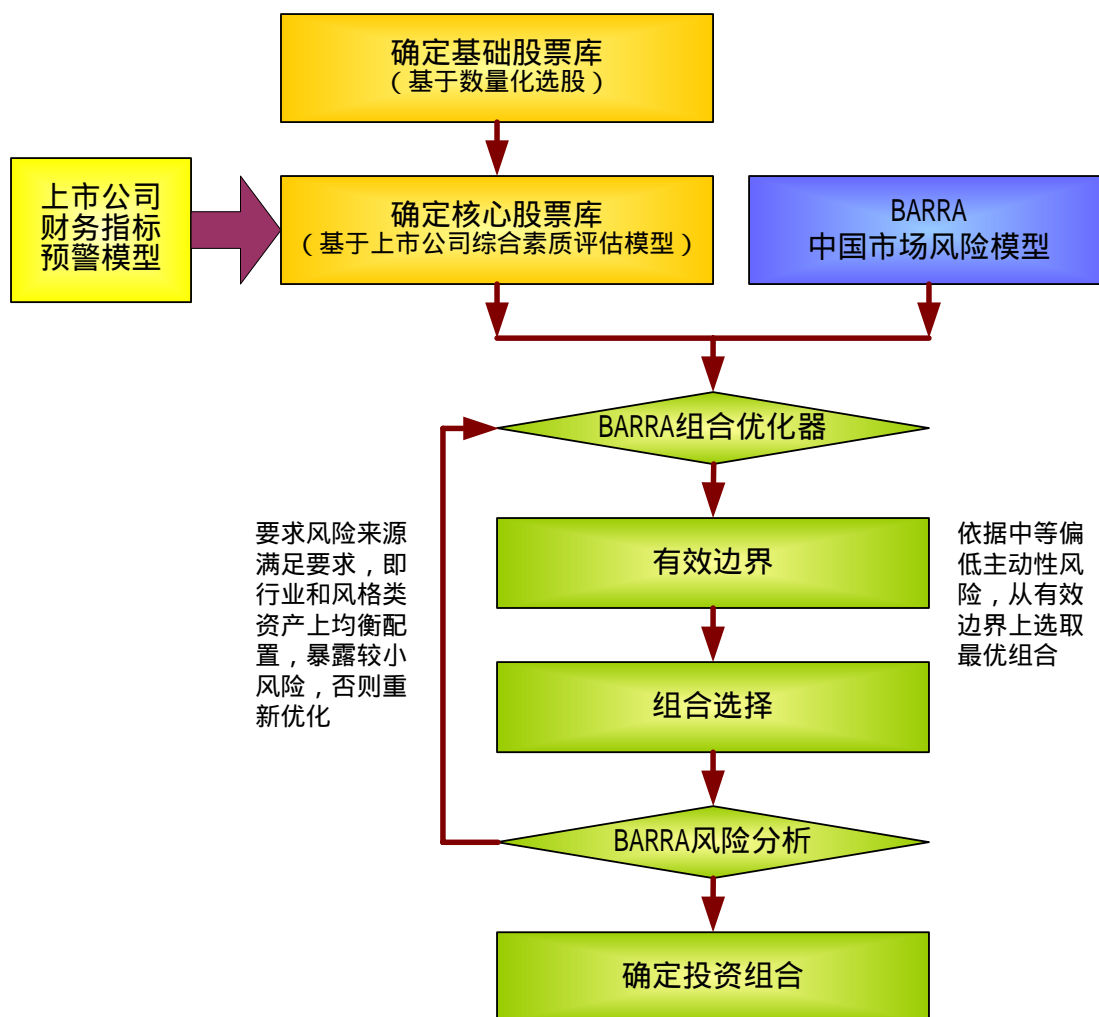 确定基础股票库
（基于数量化选股）
上市公司
财务指标
预警模型
确定核心股票库
（基于上市公司综合素质评估模型）
BARRA
中国市场风险模型
BARRA组合优化器
要求风险来源
满足要求，即
行业和风格类
资产上均衡配
置，暴露较小
风险，否则重
新优化
有效边界
依据中等偏
低主动性风
险，从有效
边界上选取
最优组合
组合选择
BARRA风险分析
确定投资组合